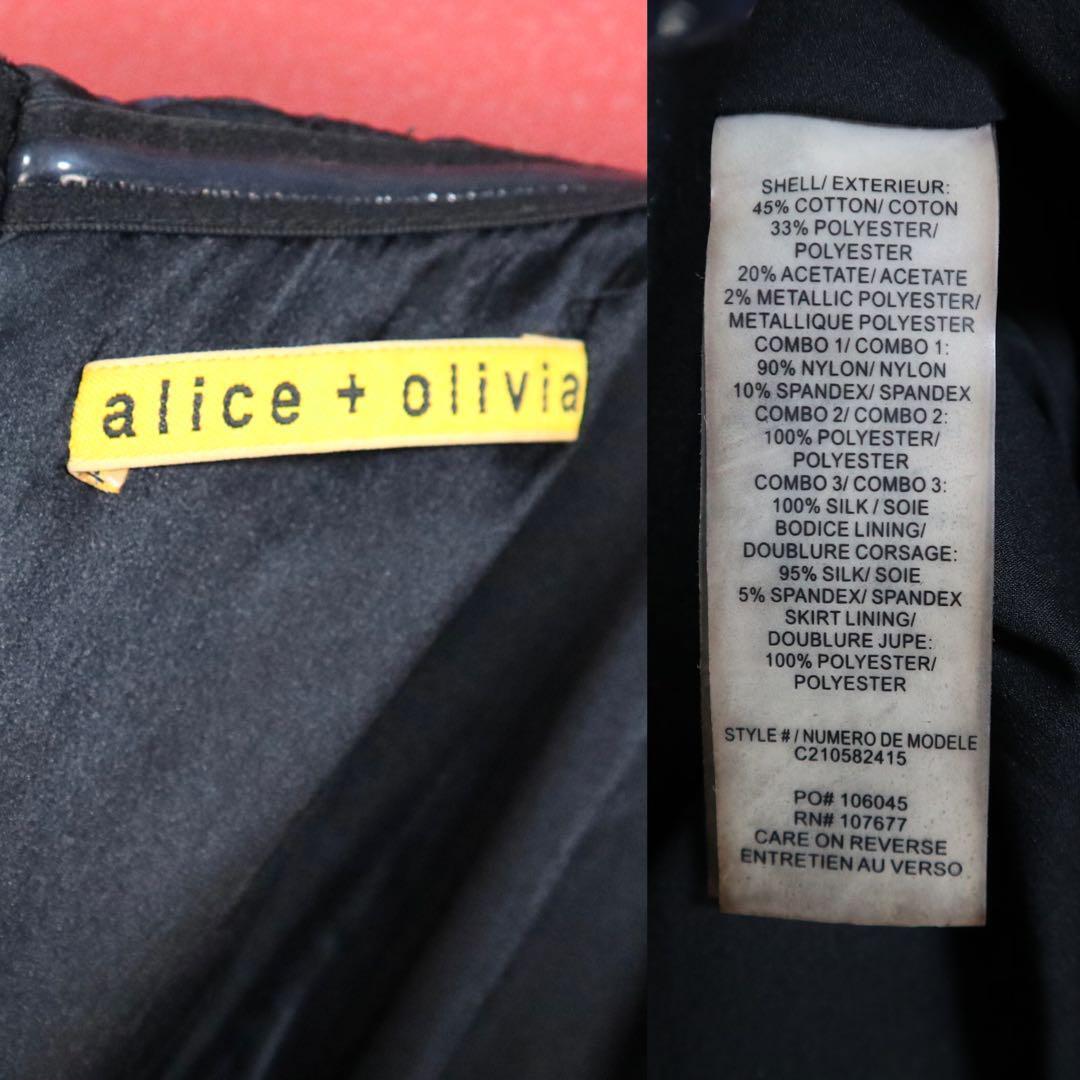 alice + olivia
SHELL/ EXTERIEUR:
45% COTTON/ COTON
33% POLYESTER/
POLYESTER
20% ACETATE/ ACETATE
2% METALLIC POLYESTER/
METALLIQUE POLYESTER
COMBO 1/ COMBO 1:
90% NYLON/ NYLON
10% SPANDEX/ SPANDEX
COMBO 2/ COMBO 2:
100% POLYESTER/
POLYESTER
COMBO 3/ COMBO 3:
100% SILK / SOIE
BODICE LINING/
DOUBLURE CORSAGE:
95% SILK/ SOIE
5% SPANDEX/ SPANDEX
SKIRT LINING/
DOUBLURE JUPE:
100% POLYESTER/
POLYESTER
STYLE # / NUMERO DE MODELE
C210582415
PO# 106045
RN# 107677
CARE ON REVERSE
ENTRETIEN AU VERSO